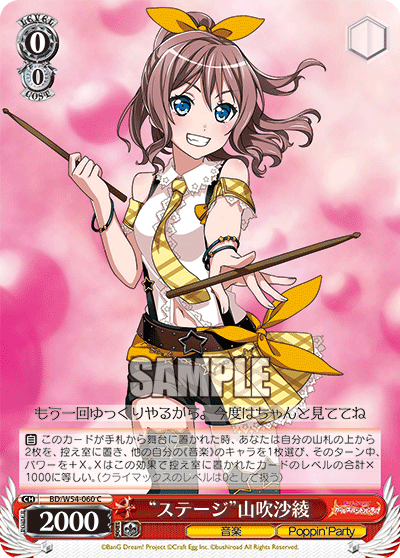 LEVEL
0
0
COST
SAMPLE
もう一回ゆっくりやるから。今度はちゃんと見ててね
自 このカードが手札から舞台に置かれた時、あなたは自分の山札の上から
2枚を、控え室に置き、他の自分の《音楽》のキャラを1枚選び、そのターン中、
パワーを+X。Xはこの効果で控え室に置かれたカードのレベルの合計×
1000に等しい。(クライマックスのレベルは0として扱う)
CH BD/W54-060 C
2000
“ステージ”山吹沙綾
音楽
Poppin'Party
©BanG Dream! Project ©Craft Egg Inc. ©bushiroad All Rights Reserved.